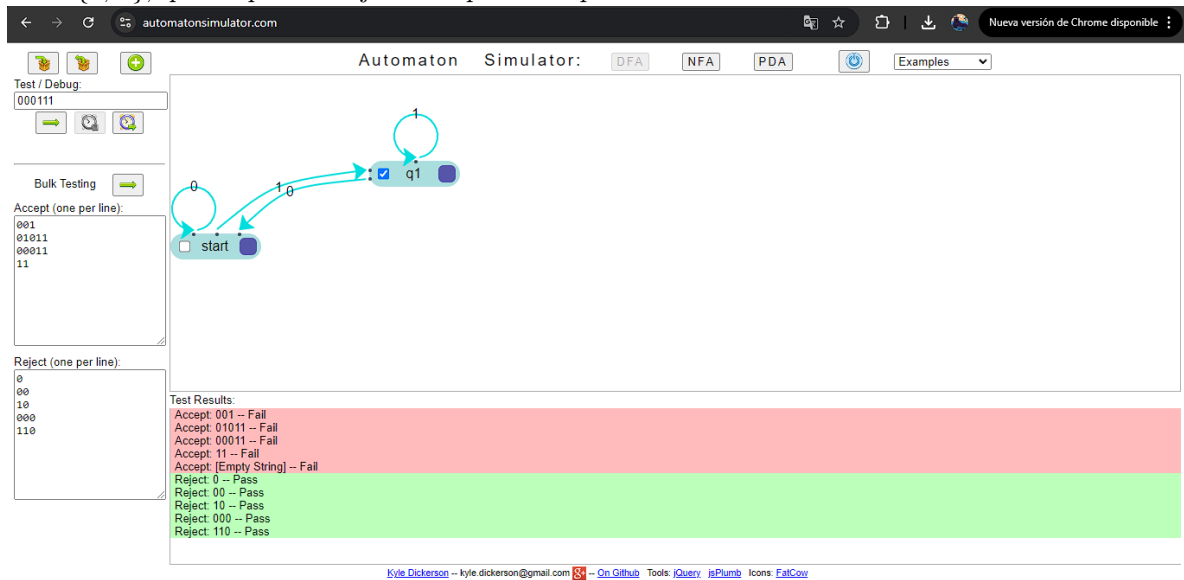 automatonsimulator.com
Nueva versión de Chrome disponible
Automaton Simulator:
DFA
NFA
PDA
Examples
Test / Debug:
000111
Bulk Testing
Accept (one per line):
001
01011
00011
11
Reject (one per line):
0
00
10
000
110
1
q1
0
1
0
start
Test Results:
Accept: 001 -- Fail
Accept: 01011 -- Fail
Accept: 00011 -- Fail
Accept: 11 -- Fail
Accept: [Empty String] -- Fail
Reject: 0 -- Pass
Reject: 00 -- Pass
Reject: 10 -- Pass
Reject: 000 -- Pass
Reject: 110 -- Pass
Kyle Dickerson -- kyle.dickerson@gmail.com -- On Github Tools: jQuery jsPlumb Icons: FatCow